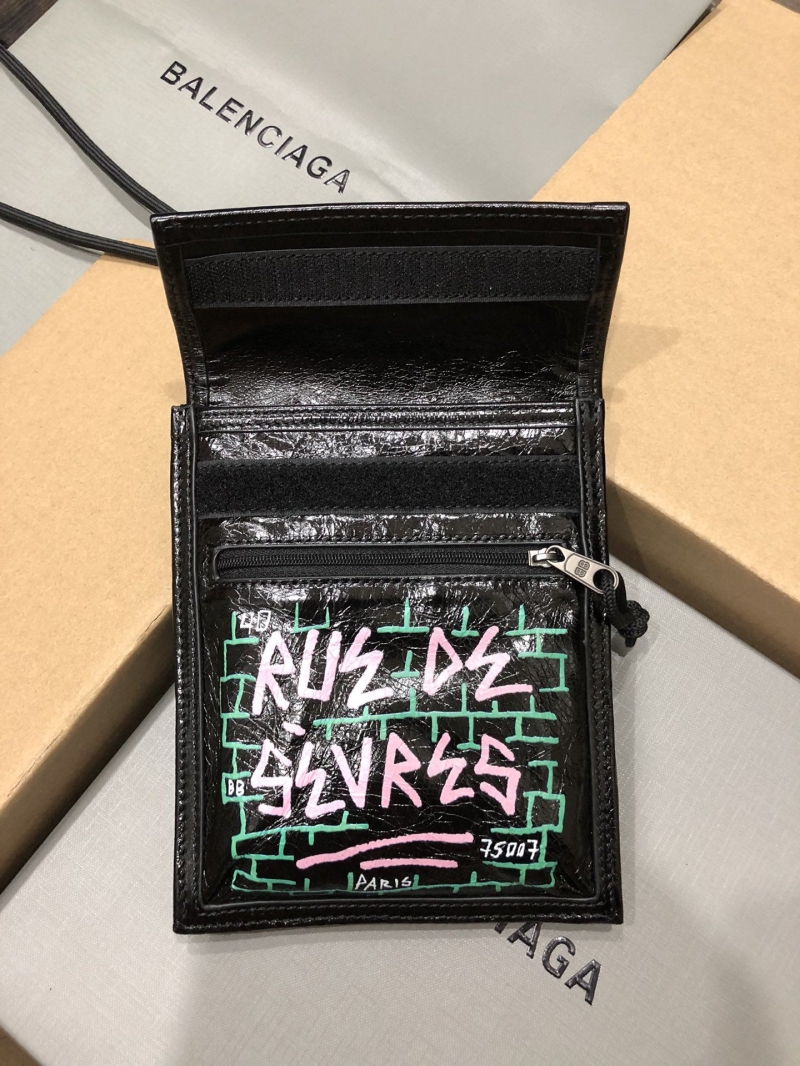 BALENCIAGA
40
RUE DE
SÈVRES
BB
75007
PARIS
IAGA